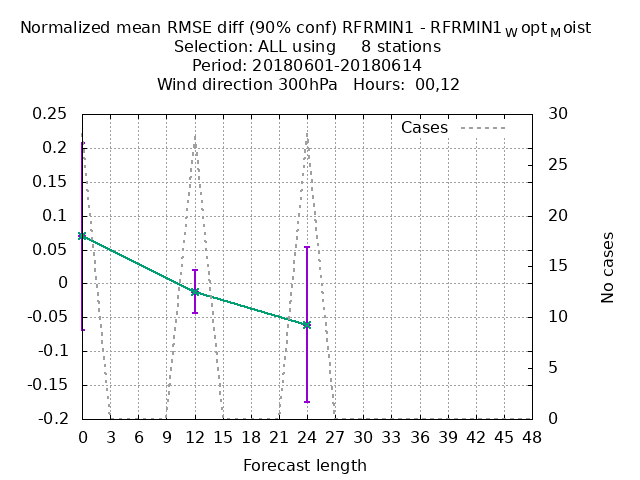 Normalized mean RMSE diff (90% conf) RFRMIN1 - RFRMIN1WoptMoist
Selection: ALL using 8 stations
Period: 20180601-20180614
Wind direction 300hPa Hours: 00,12
Cases
0.25
0.2
0.15
0.1
0.05
0
-0.05
-0.1
-0.15
-0.2
30
25
20
15
10
5
0
No cases
0 3 6 9 12 15 18 21 24 27 30 33 36 39 42 45 48
Forecast length